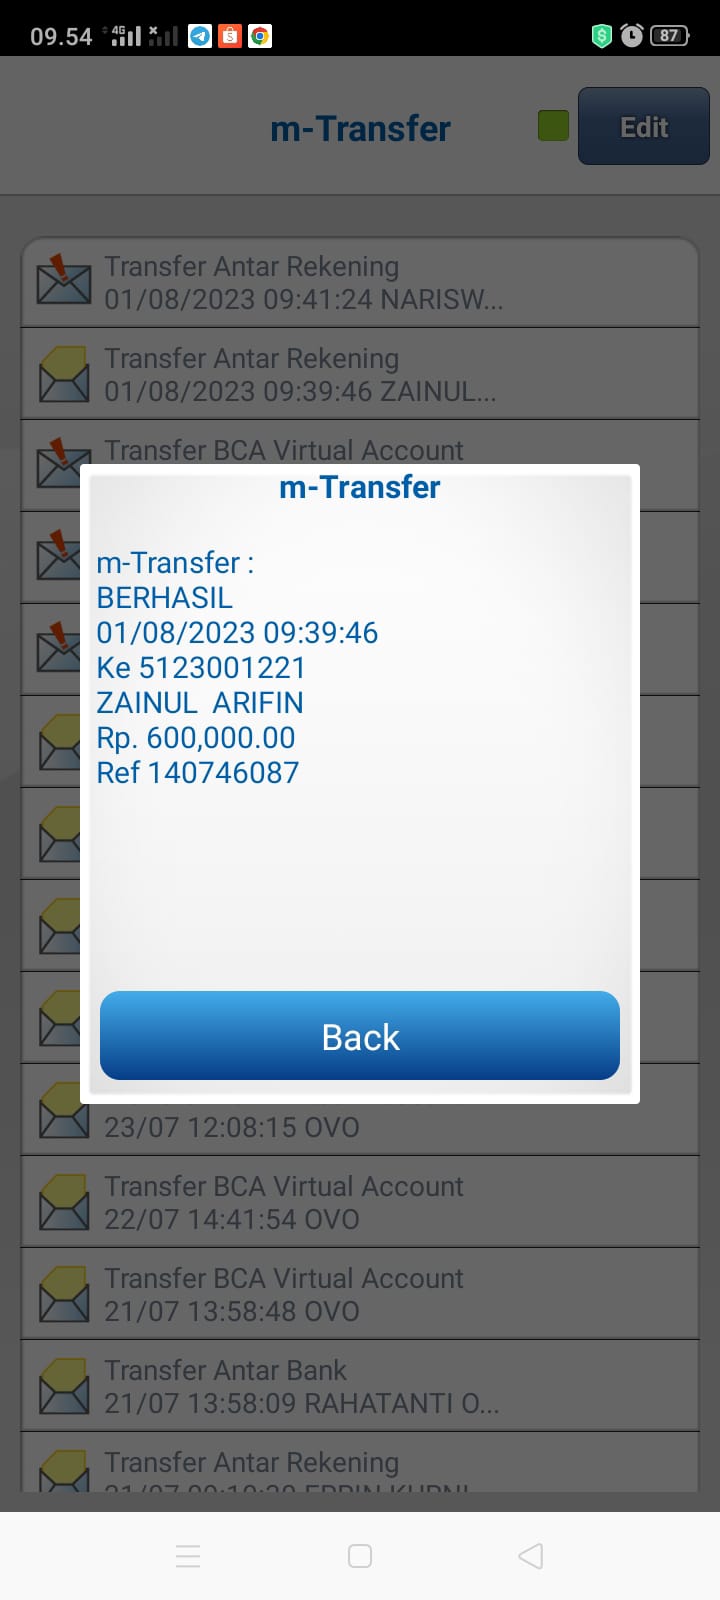 09.54
4G
87
m-Transfer
Edit
Transfer Antar Rekening
01/08/2023 09:41:24 NARISW...
Transfer Antar Rekening
01/08/2023 09:39:46 ZAINUL...
Transfer BCA Virtual Account
m-Transfer
m-Transfer :
BERHASIL
01/08/2023 09:39:46
Ke 5123001221
ZAINUL ARIFIN
Rp. 600,000.00
Ref 140746087
Back
23/07 12:08:15 OVO
Transfer BCA Virtual Account
22/07 14:41:54 OVO
Transfer BCA Virtual Account
21/07 13:58:48 OVO
Transfer Antar Bank
21/07 13:58:09 RAHATANTI O...
Transfer Antar Rekening